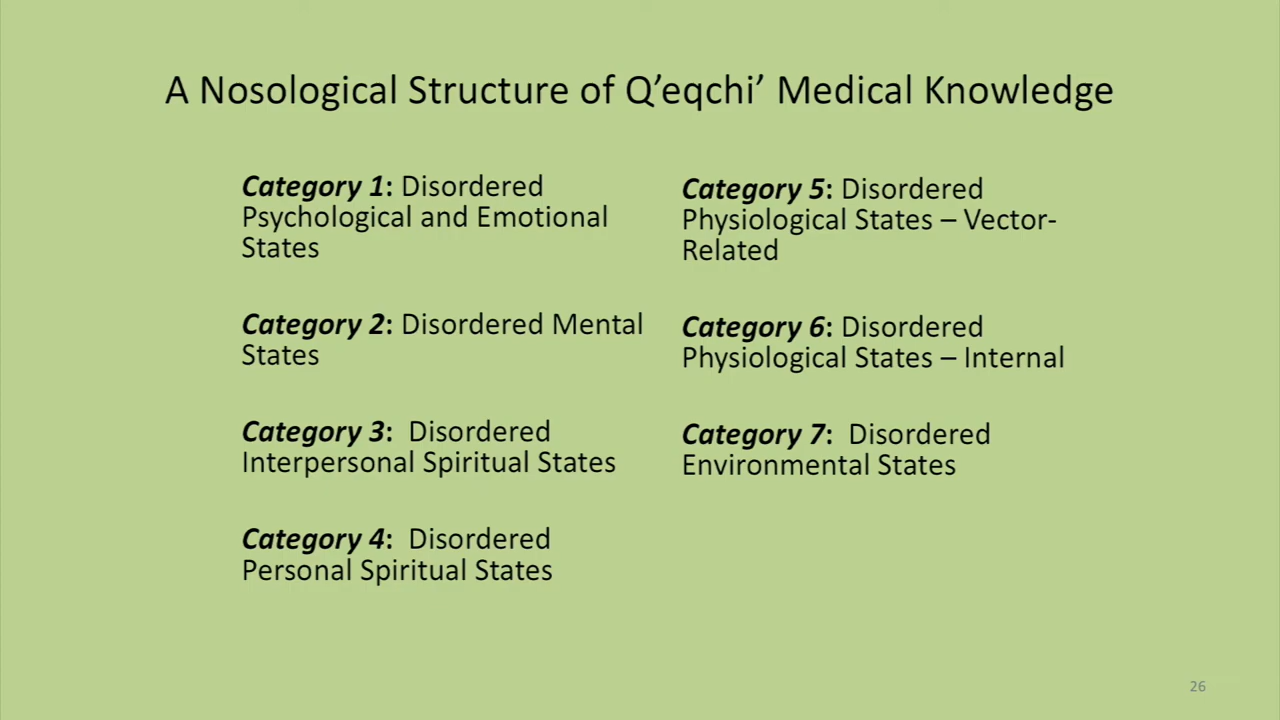 A Nosological Structure of Q’eqchi’ Medical Knowledge
Category 1: Disordered
Psychological and Emotional
States
Category 2: Disordered Mental
States
Category 3:  Disordered
Interpersonal Spiritual States
Category 4:  Disordered
Personal Spiritual States
Category 5: Disordered
Physiological States – Vector-
Related
Category 6: Disordered
Physiological States – Internal
Category 7:  Disordered
Environmental States
26